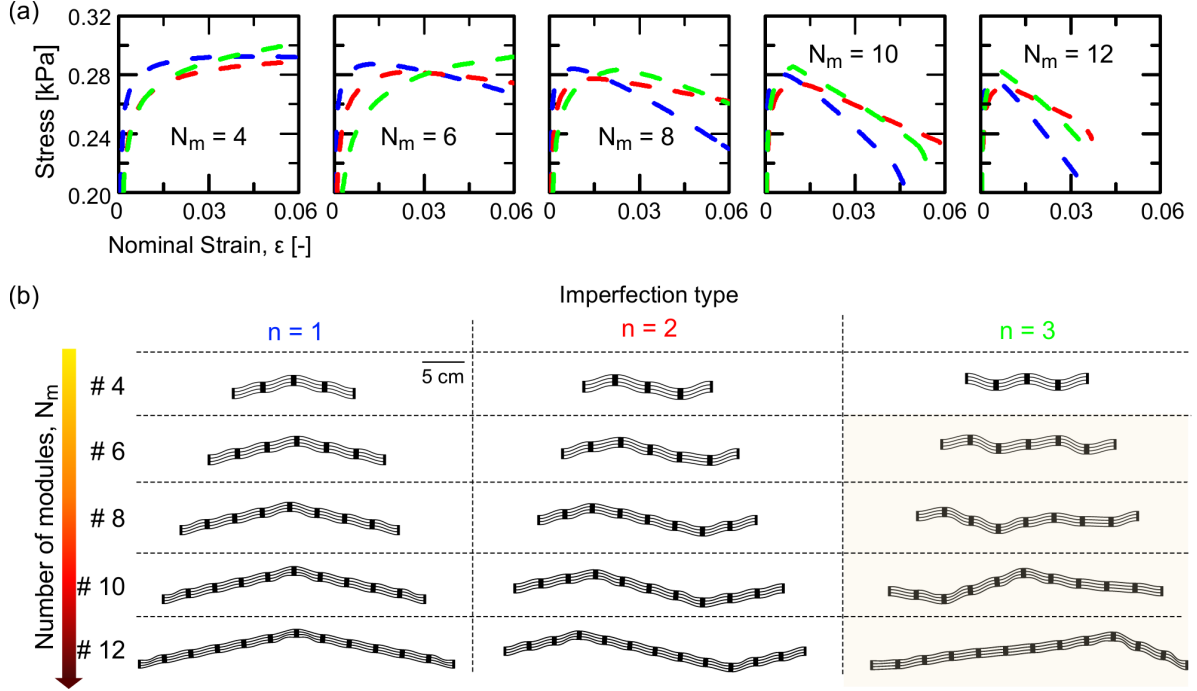 (a)
Stress [kPa]
0.32
0.28
0.24
0.20
N_m = 4
N_m = 6
N_m = 8
N_m = 10
N_m = 12
0 0.03 0.06
0 0.03 0.06
0 0.03 0.06
0 0.03 0.06
0 0.03 0.06
Nominal Strain, ε [-]
(b)
Imperfection type
n = 1 n = 2 n = 3
5 cm
Number of modules, N_m
# 4
# 6
# 8
# 10
# 12